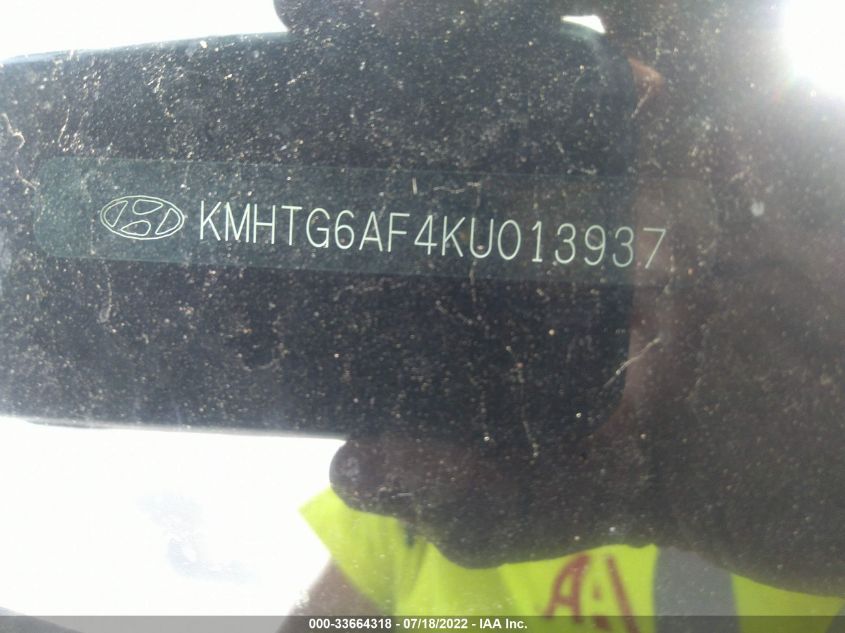 KMHTG6AF4KU013937
A:\
000-33664318 - 07/18/2022 - IAA Inc.